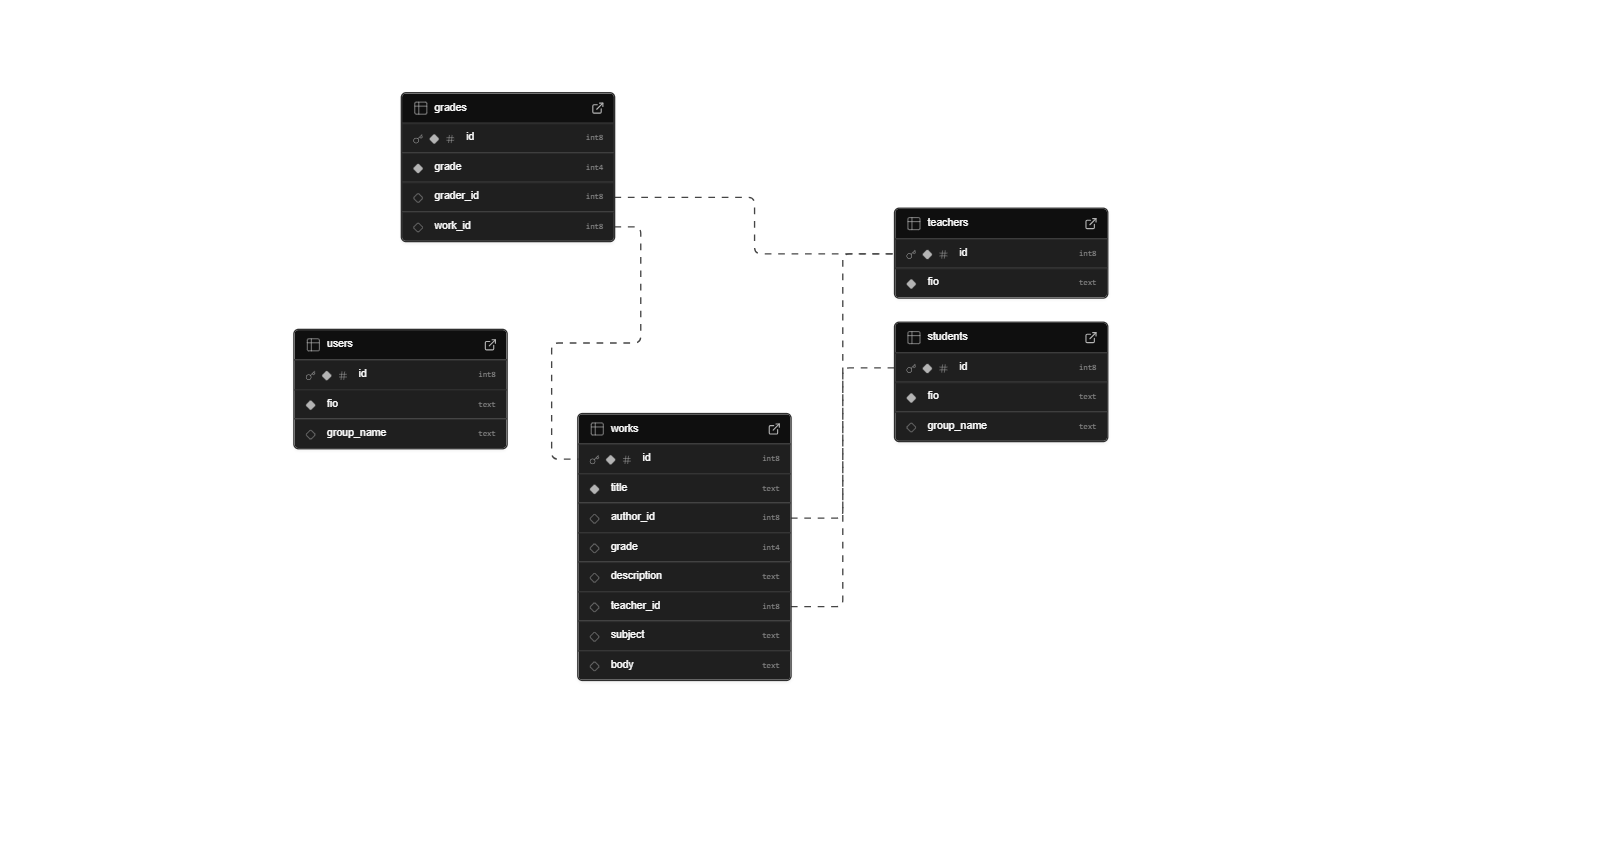 grades
id int8
grade int4
grader_id int8
work_id int8
teachers
id int8
fio text
users
id int8
fio text
group_name text
students
id int8
fio text
group_name text
works
id int8
title text
author_id int8
grade int4
description text
teacher_id int8
subject text
body text